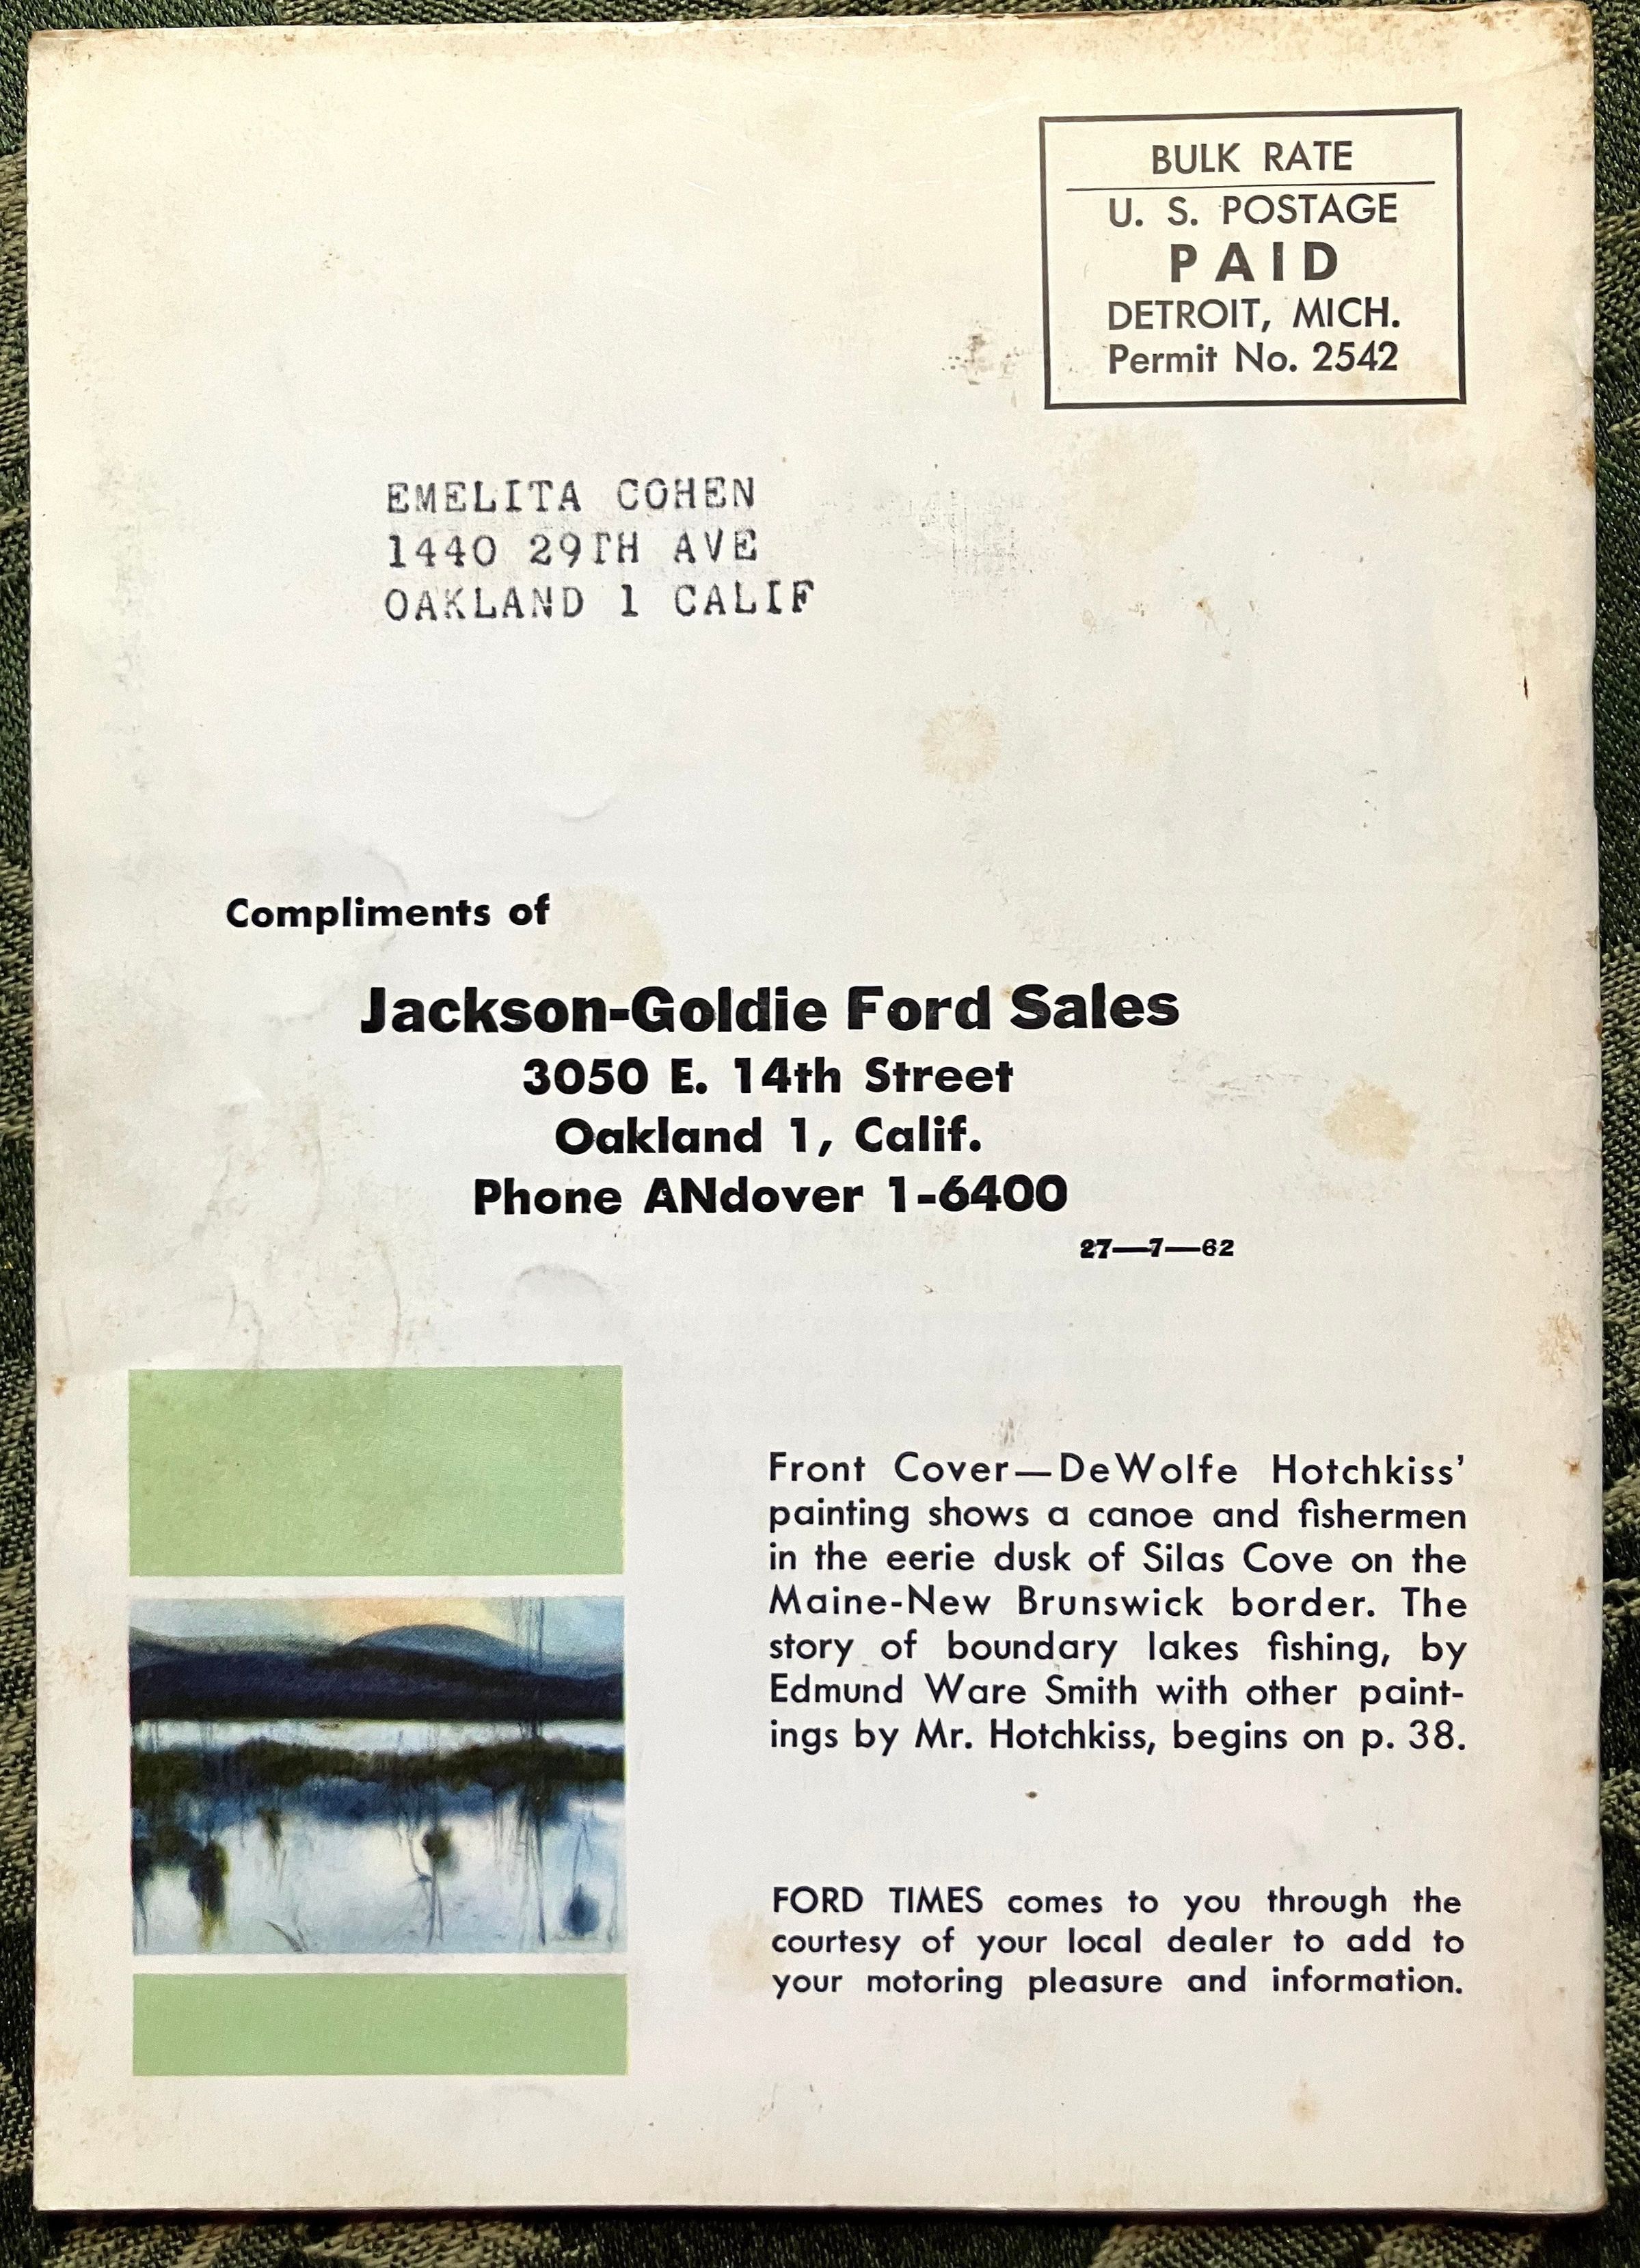 BULK RATE
U. S. POSTAGE
PAID
DETROIT, MICH.
Permit No. 2542
EMELITA COHEN
1440 29TH AVE
OAKLAND 1 CALIF
Compliments of
Jackson-Goldie Ford Sales
3050 E. 14th Street
Oakland 1, Calif.
Phone ANdover 1-6400
27—7—62
Front Cover—DeWolfe Hotchkiss'
painting shows a canoe and fishermen
in the eerie dusk of Silas Cove on the
Maine-New Brunswick border. The
story of boundary lakes fishing, by
Edmund Ware Smith with other paint-
ings by Mr. Hotchkiss, begins on p. 38.
FORD TIMES comes to you through the
courtesy of your local dealer to add to
your motoring pleasure and information.